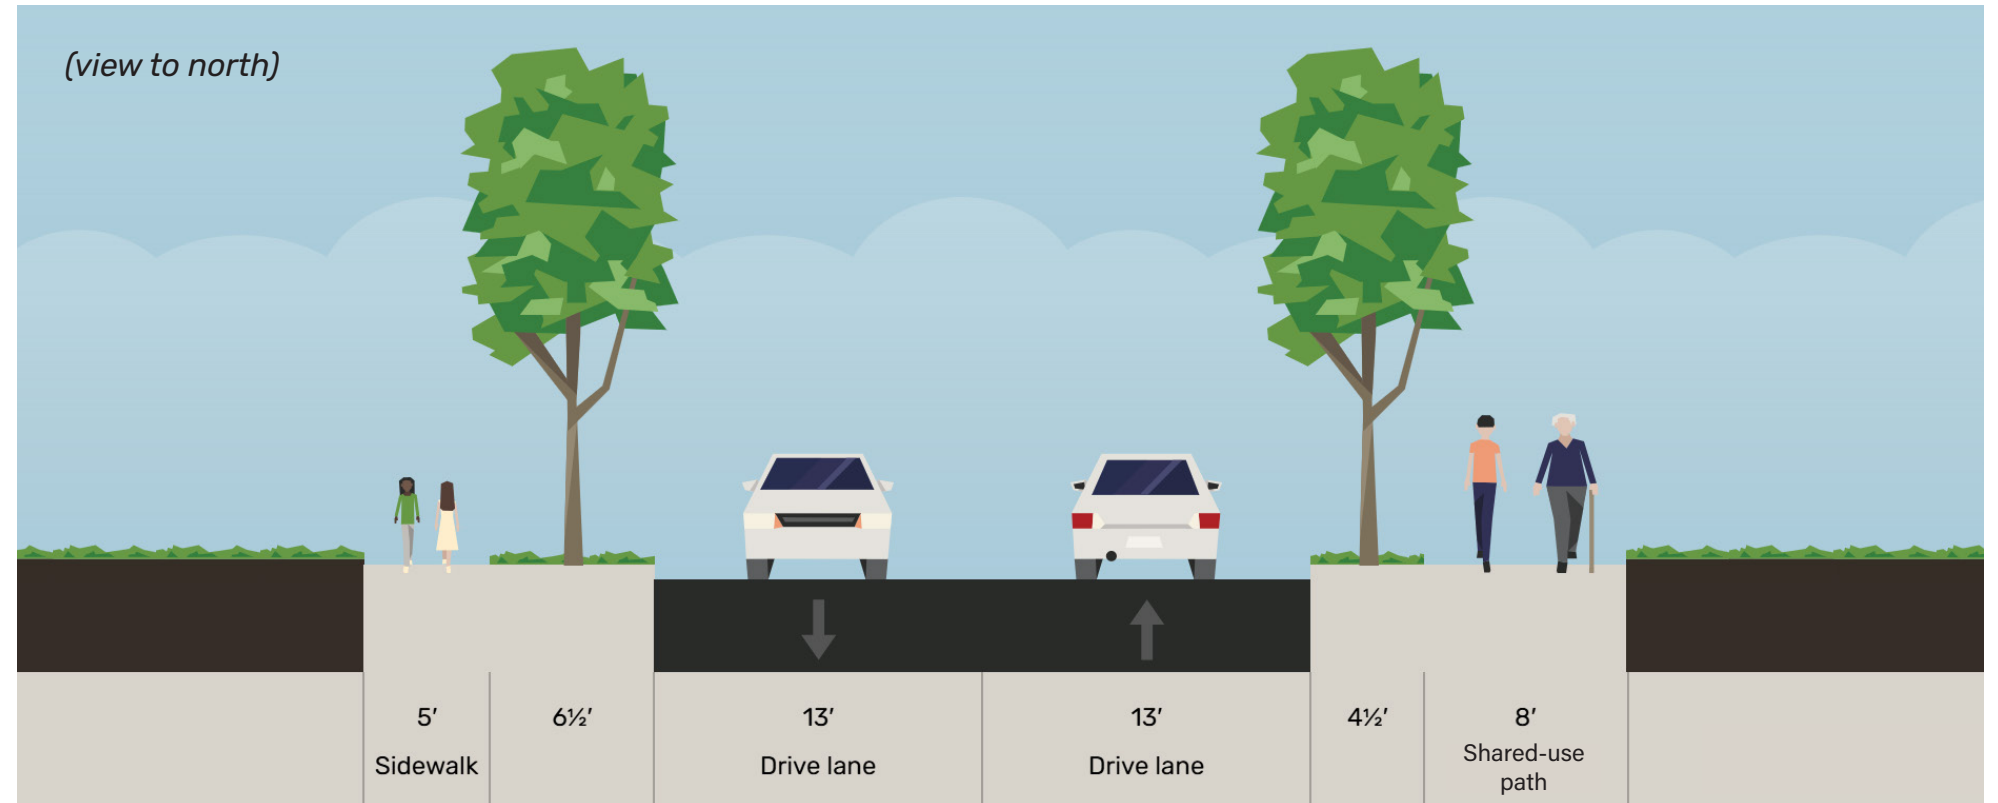 (view to north)
5′
Sidewalk
6½′
13′
Drive lane
13′
Drive lane
4½′
8′
Shared-use
path